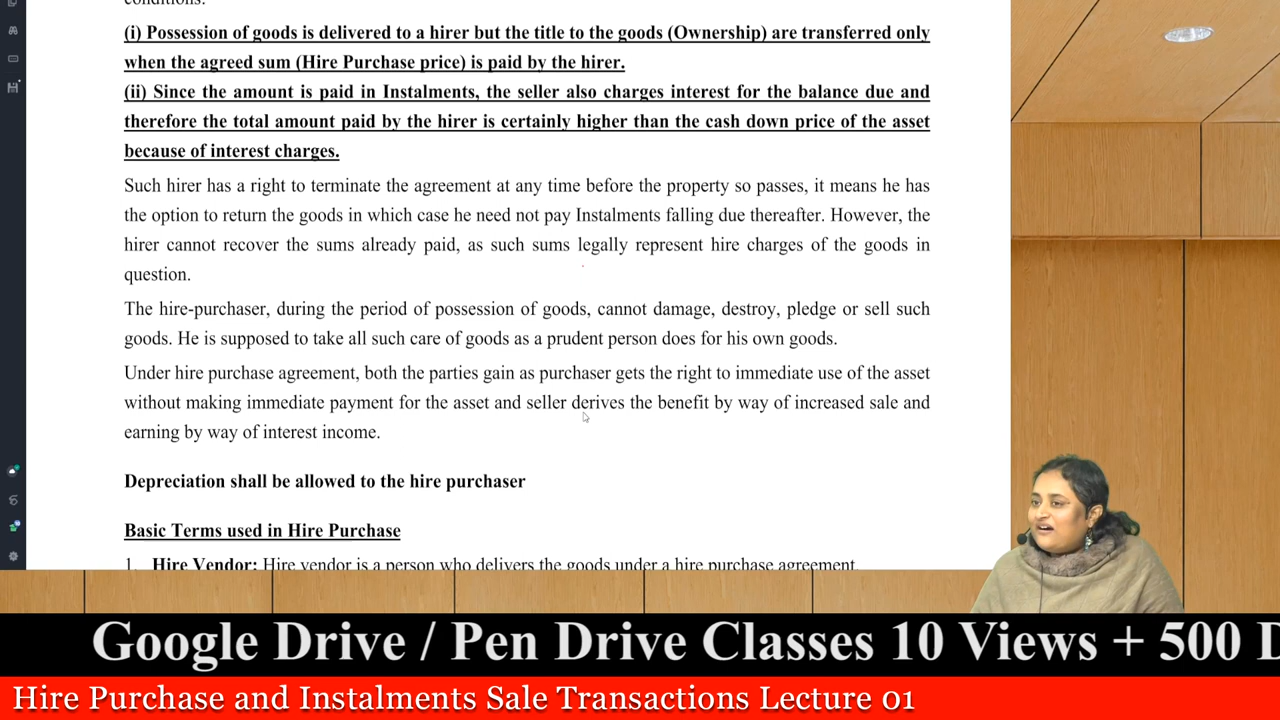 conditions:
(i) Possession of goods is delivered to a hirer but the title to the goods (Ownership) are transferred only
when the agreed sum (Hire Purchase price) is paid by the hirer.
(ii) Since the amount is paid in Instalments, the seller also charges interest for the balance due and
therefore the total amount paid by the hirer is certainly higher than the cash down price of the asset
because of interest charges.
Such hirer has a right to terminate the agreement at any time before the property so passes, it means he has
the option to return the goods in which case he need not pay Instalments falling due thereafter. However, the
hirer cannot recover the sums already paid, as such sums legally represent hire charges of the goods in
question.
The hire-purchaser, during the period of possession of goods, cannot damage, destroy, pledge or sell such
goods. He is supposed to take all such care of goods as a prudent person does for his own goods.
Under hire purchase agreement, both the parties gain as purchaser gets the right to immediate use of the asset
without making immediate payment for the asset and seller derives the benefit by way of increased sale and
earning by way of interest income.
Depreciation shall be allowed to the hire purchaser
Basic Terms used in Hire Purchase
1. Hire Vendor: Hire vendor is a person who delivers the goods under a hire purchase agreement.
Google Drive / Pen Drive Classes 10 Views + 500 D
Hire Purchase and Instalments Sale Transactions Lecture 01